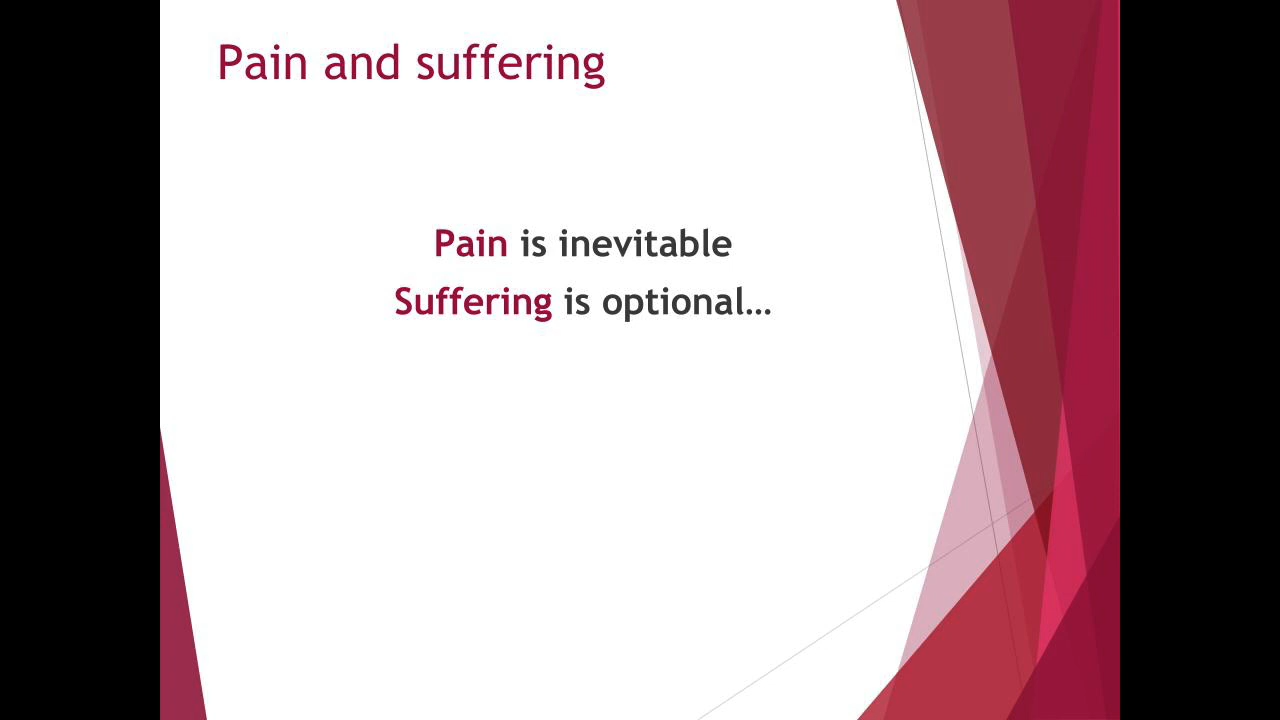 Pain and suffering
Pain is inevitable
Suffering is optional…